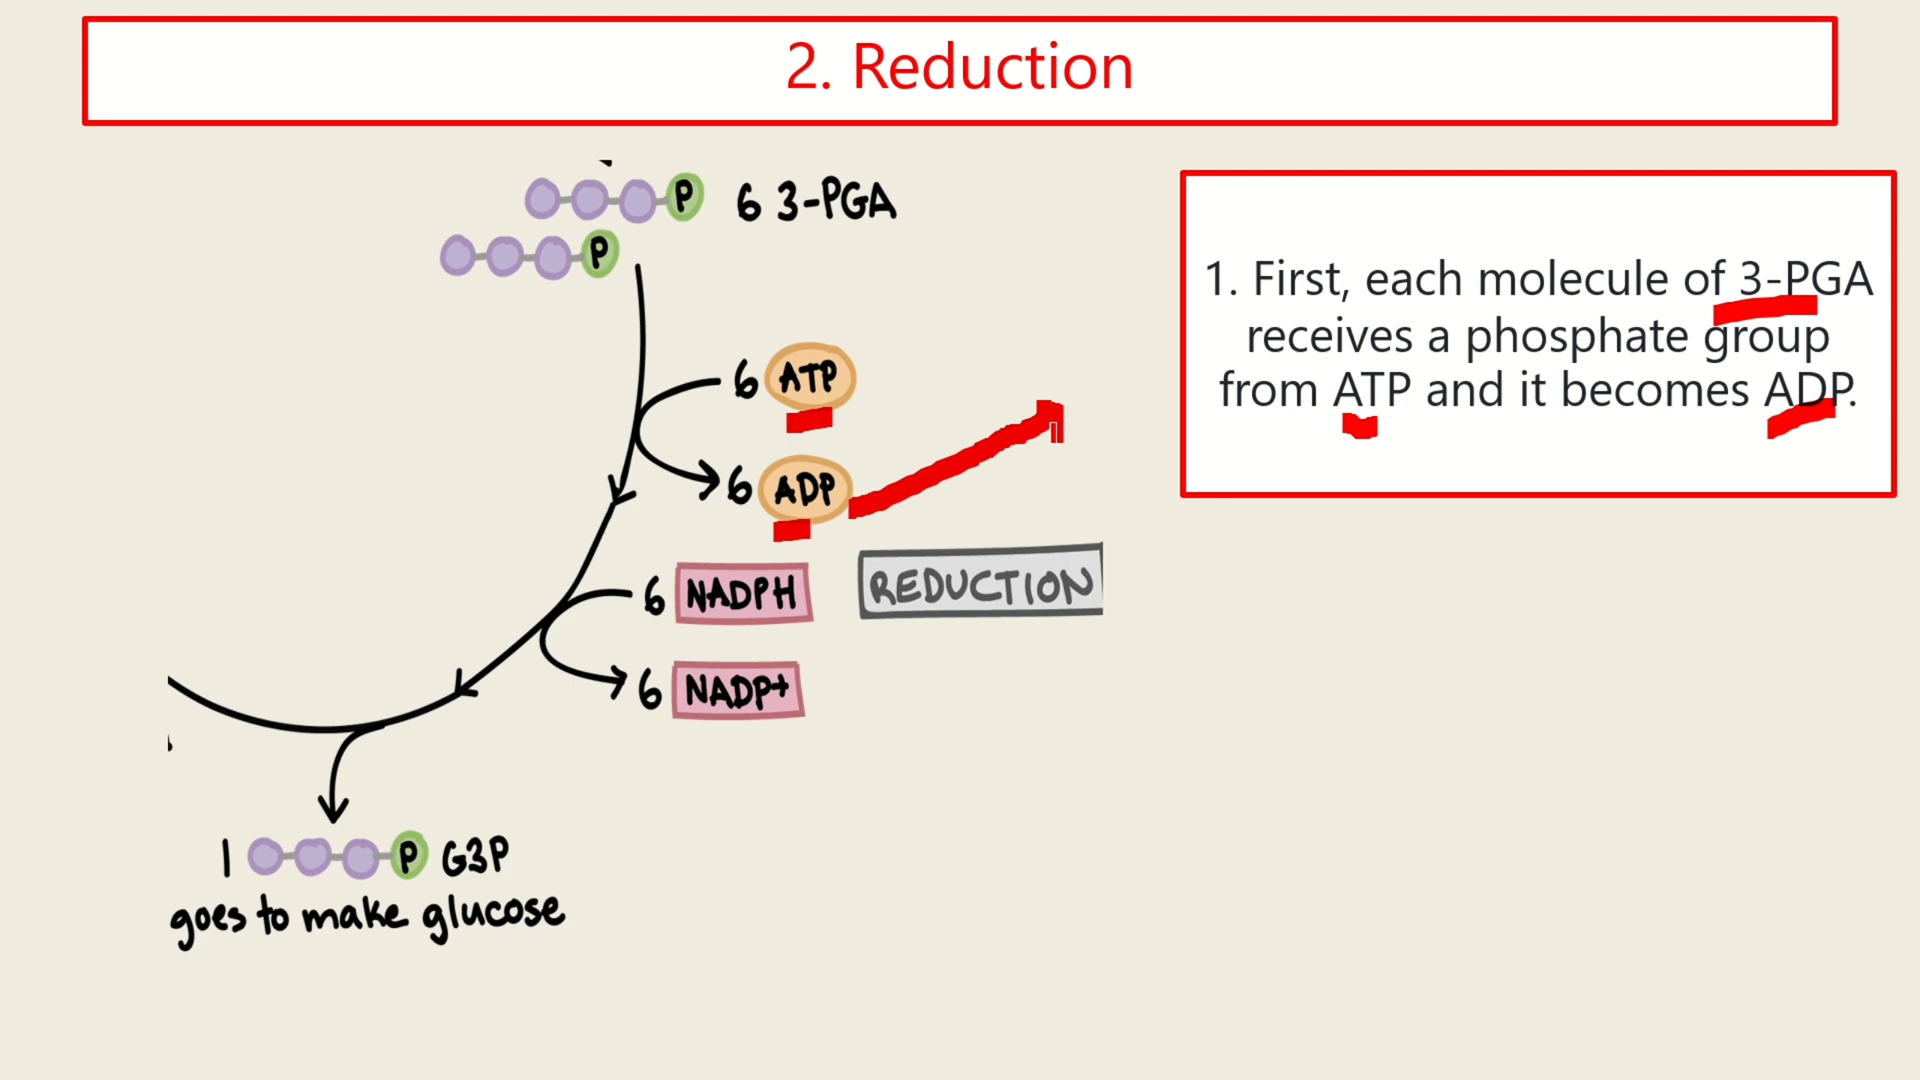 2. Reduction
P 6 3-PGA
P
1. First, each molecule of 3-PGA
receives a phosphate group
from ATP and it becomes ADP.
6 ATP
6 ADP
6 NADPH
REDUCTION
6 NADP+
1 P G3P
goes to make glucose